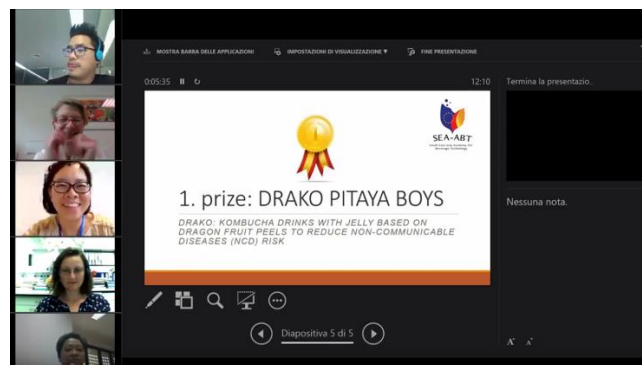 MOSTRA BARRA DELLE APPLICAZIONI
IMPOSTAZIONI DI VISUALIZZAZIONE ▼
FINE PRESENTAZIONE
0:05:35
12:10
Termina la presentazio..
1
SEA-ABT
1. prize: DRAKO PITAYA BOYS
DRAKO: KOMBUCHA DRINKS WITH JELLY BASED ON
DRAGON FRUIT PEELS TO REDUCE NON-COMMUNICABLE
DISEASES (NCD) RISK
Nessuna nota.
Diapositiva 5 di 5
A A